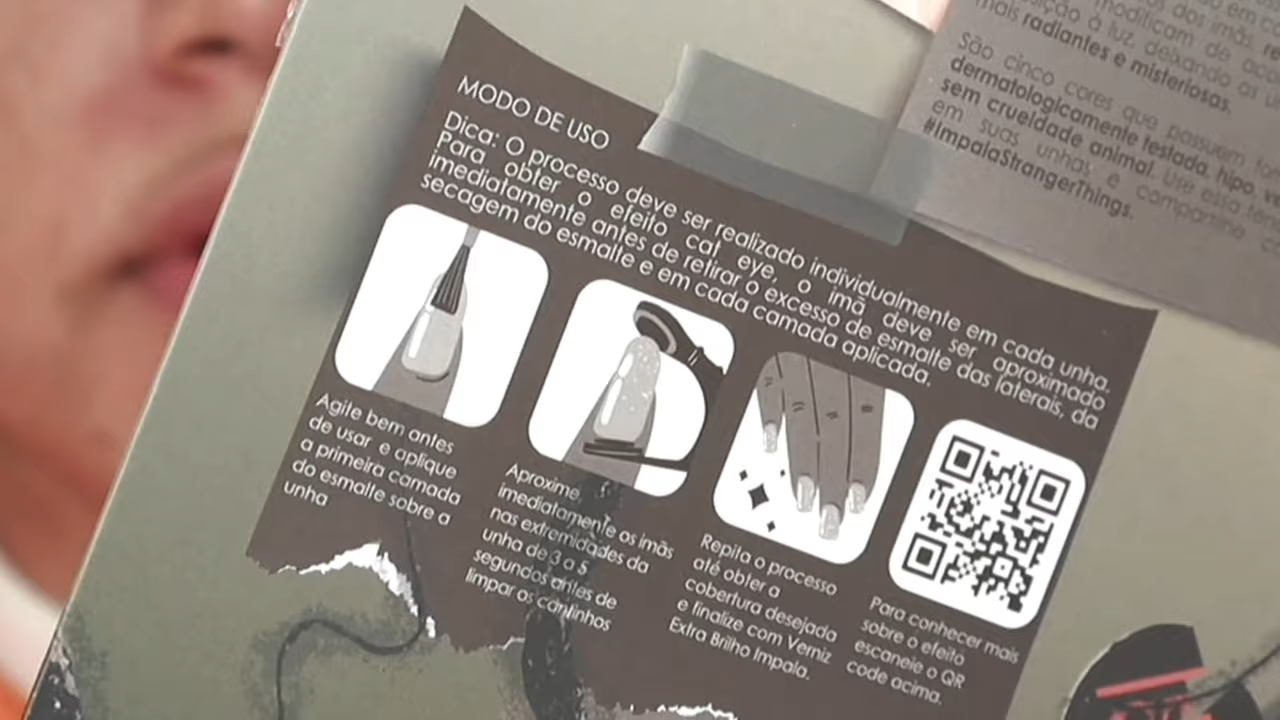 MODO DE USO
Dica: O processo deve ser realizado individualmente em cada unha.
Para obter o efeito cat eye, o imã deve ser aproximado
imediatamente antes de retirar o excesso de esmalte das laterais, da
secagem do esmalte e em cada camada aplicada.
Agite bem antes
de usar e aplique
a primeira camada
do esmalte sobre a
unha
Aproxime,
imediatamente os imãs
nas extremidades da
unha de 3 a 5
segundos antes de
limpar os cantinhos
Repita o processo
até obter a
cobertura desejada
e finalize com Verniz
Extra Brilho Impala.
Para conhecer mais
sobre o efeito
escaneie o QR
code acima.
modificam de
à luz, deixando as
mais radiantes e misteriosas.
São cinco cores que possuem
dermatologicamente testada, hipo,
sem crueldade animal. Use essa
em suas unhas e compartilhe
#ImpalaStrangerThings.